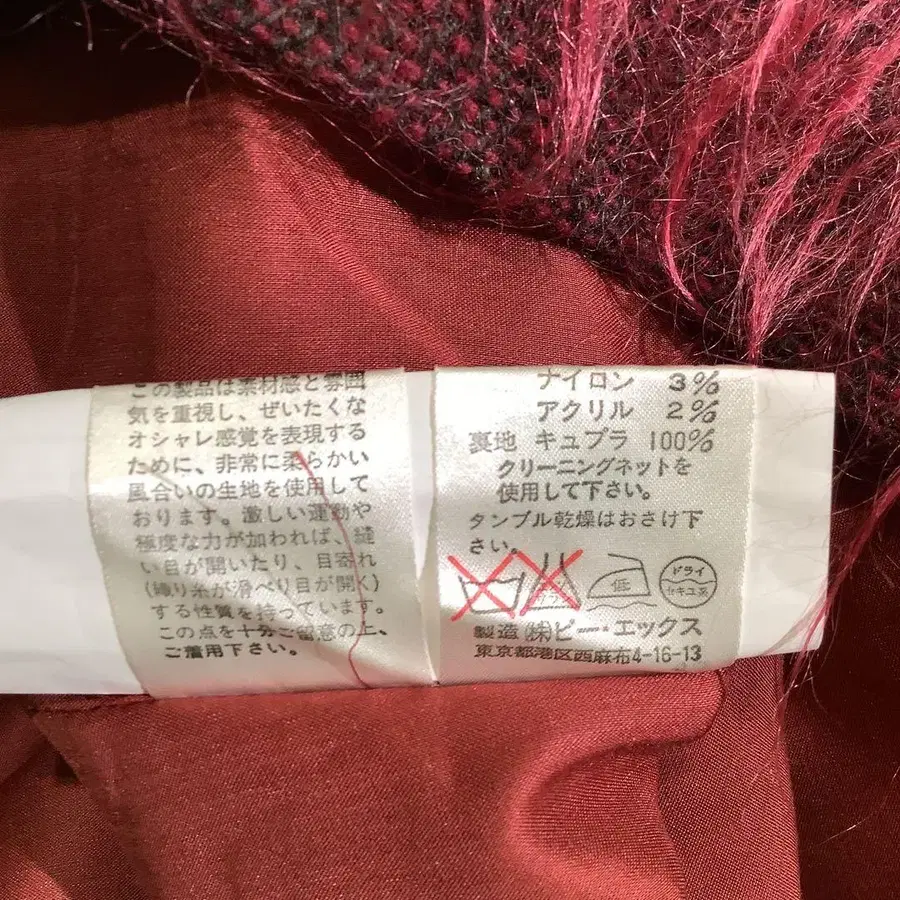 この製品は素材感と雰囲
気を重視し、ぜいたくな
オシャレ感覚を表現する
ために、非常に柔らかい
風合いの生地を使用して
おります。激しい運動や
極度な力が加われば、縫
い目が開いたり、目寄れ
(織り糸が滑べり目が開く)
する性質を持っています。
この点を十分ご留意の上、
ご着用下さい。
ナイロン 3%
アクリル 2%
裏地 キュプラ 100%
クリーニングネットを
使用して下さい。
タンブル乾燥はおさけ下
さい。
低 ドライ
セキユ系
製造 ㈱ビー・エックス
東京都港区西麻布4-16-13